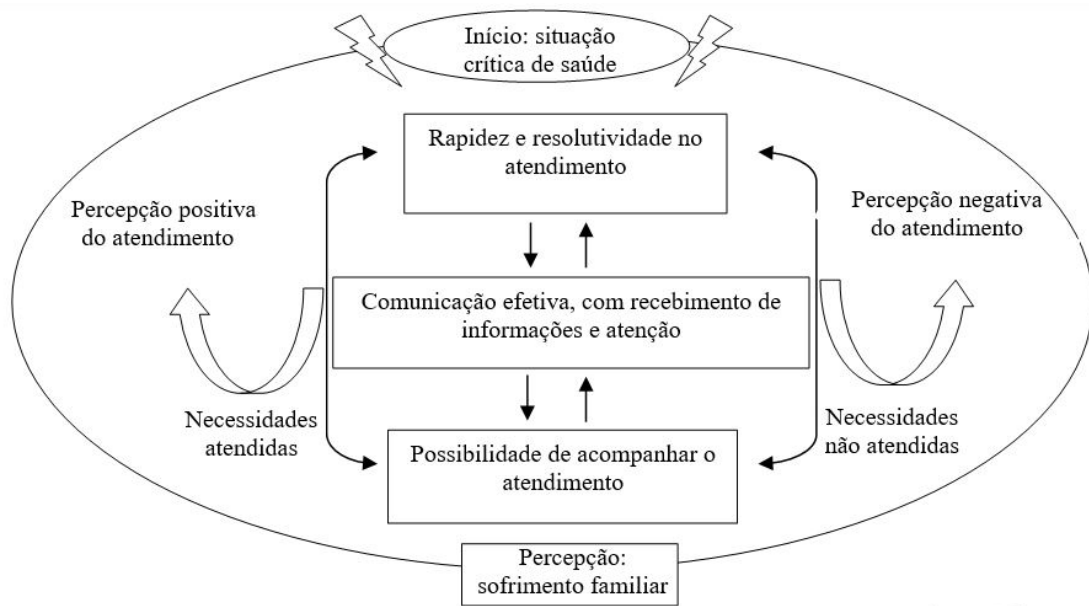 Início: situação
crítica de saúde
Rapidez e resolutividade no
atendimento
Percepção positiva
do atendimento
Percepção negativa
do atendimento
Comunicação efetiva, com recebimento de
informações e atenção
Necessidades
atendidas
Necessidades
não atendidas
Possibilidade de acompanhar o
atendimento
Percepção:
sofrimento familiar